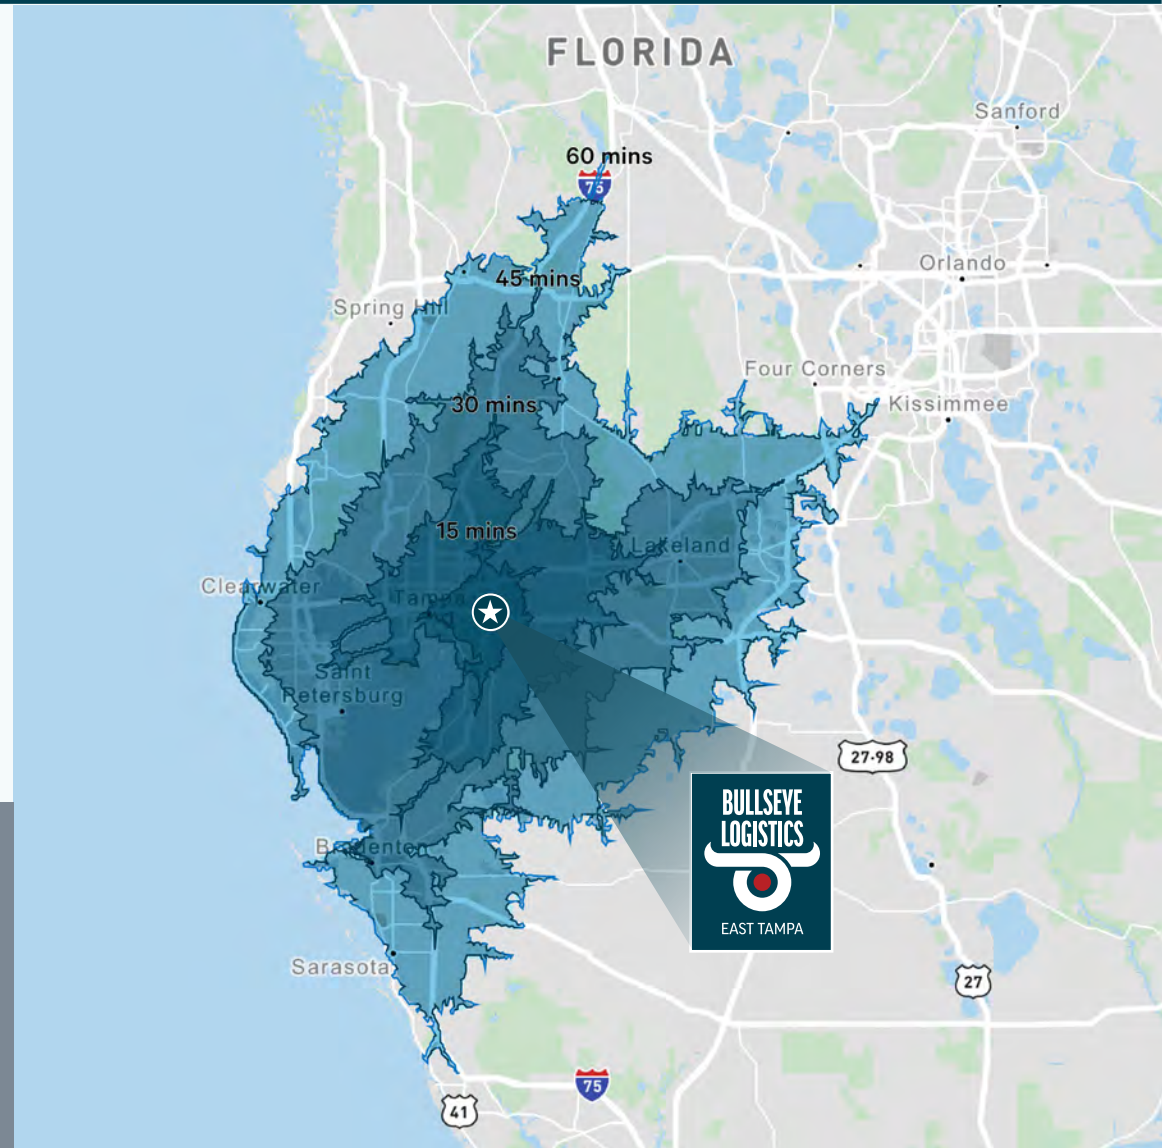 FLORIDA
Sanford
60 mins
75
Orlando
45 mins
Spring Hill
Four Corners
Kissimmee
30 mins
15 mins
Lakeland
Clearwater
Tampa
Saint
Petersburg
27-98
BULLSEYE
LOGISTICS
EAST TAMPA
Bradenton
Sarasota
27
75
41